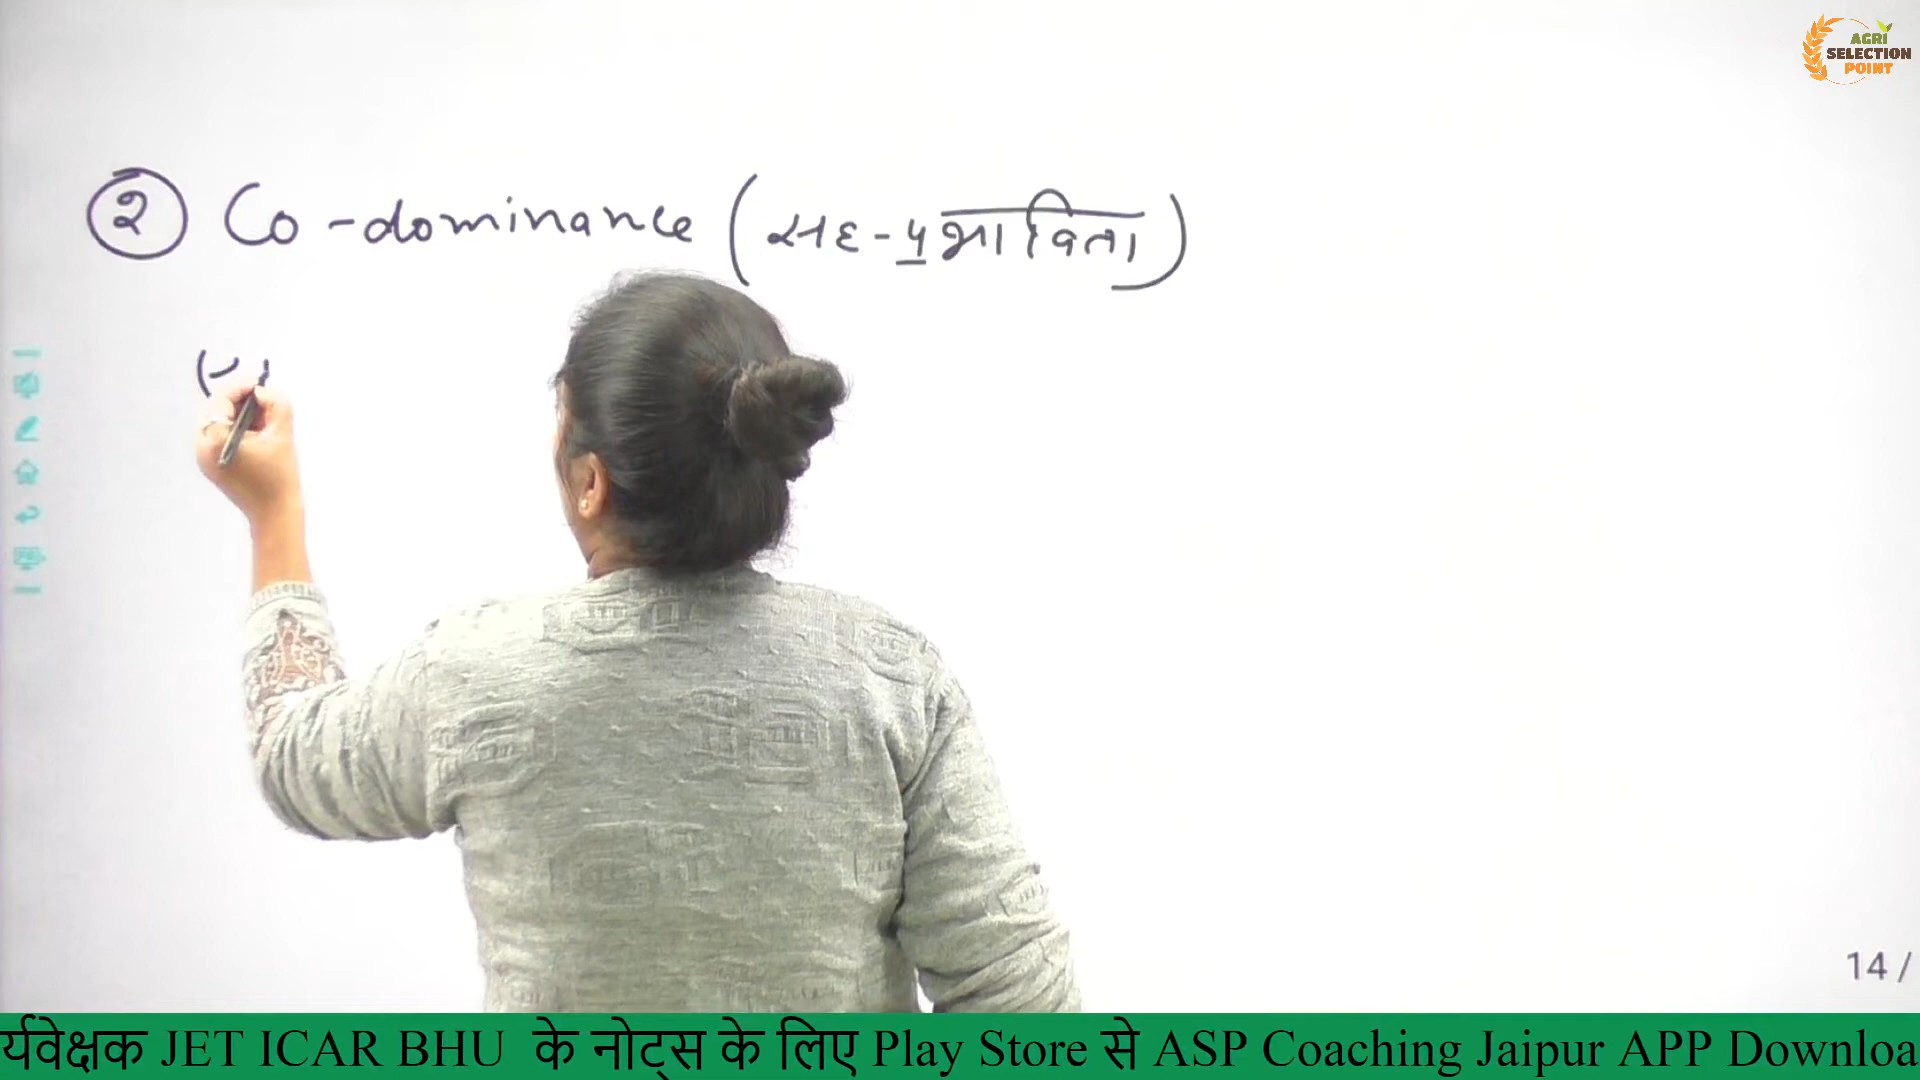 AGRI
SELECTION
POINT
२ Co-dominance (सह-प्रभाविता)
14 /
र्यवेक्षक JET ICAR BHU के नोट्स के लिए Play Store से ASP Coaching Jaipur APP Downloa